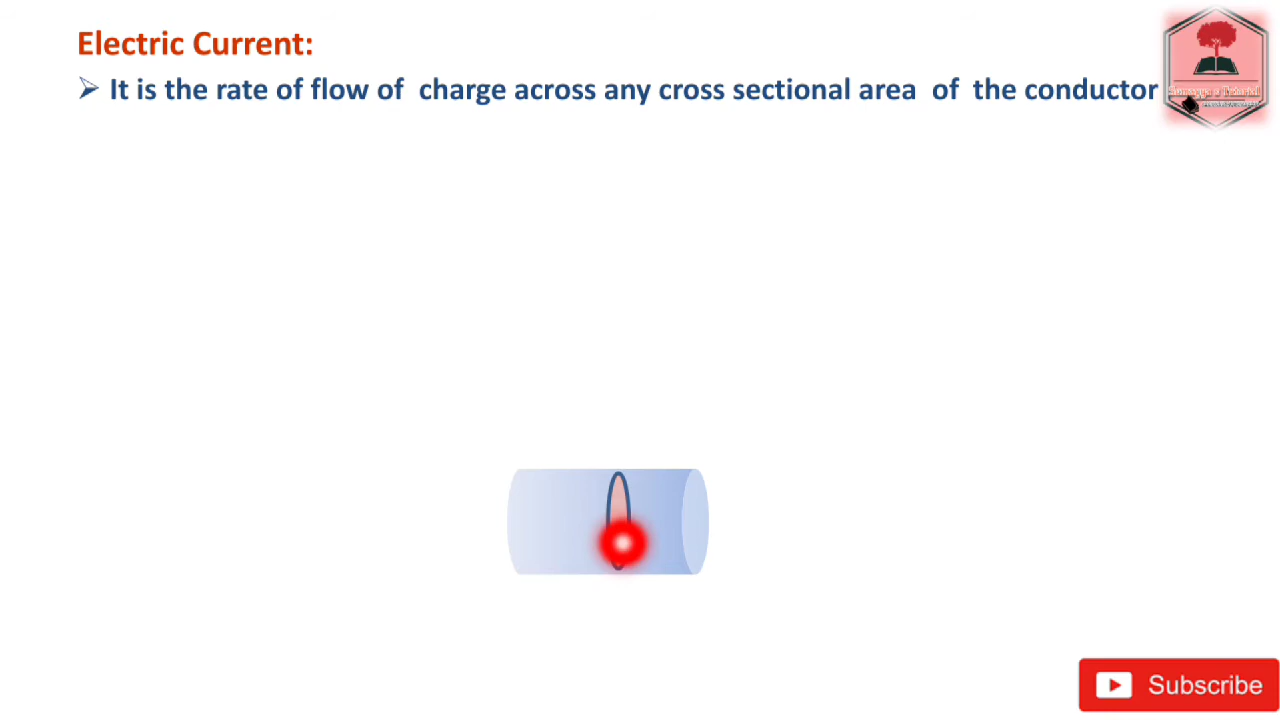 Electric Current:
➢ It is the rate of flow of charge across any cross sectional area of the conductor
Subscribe